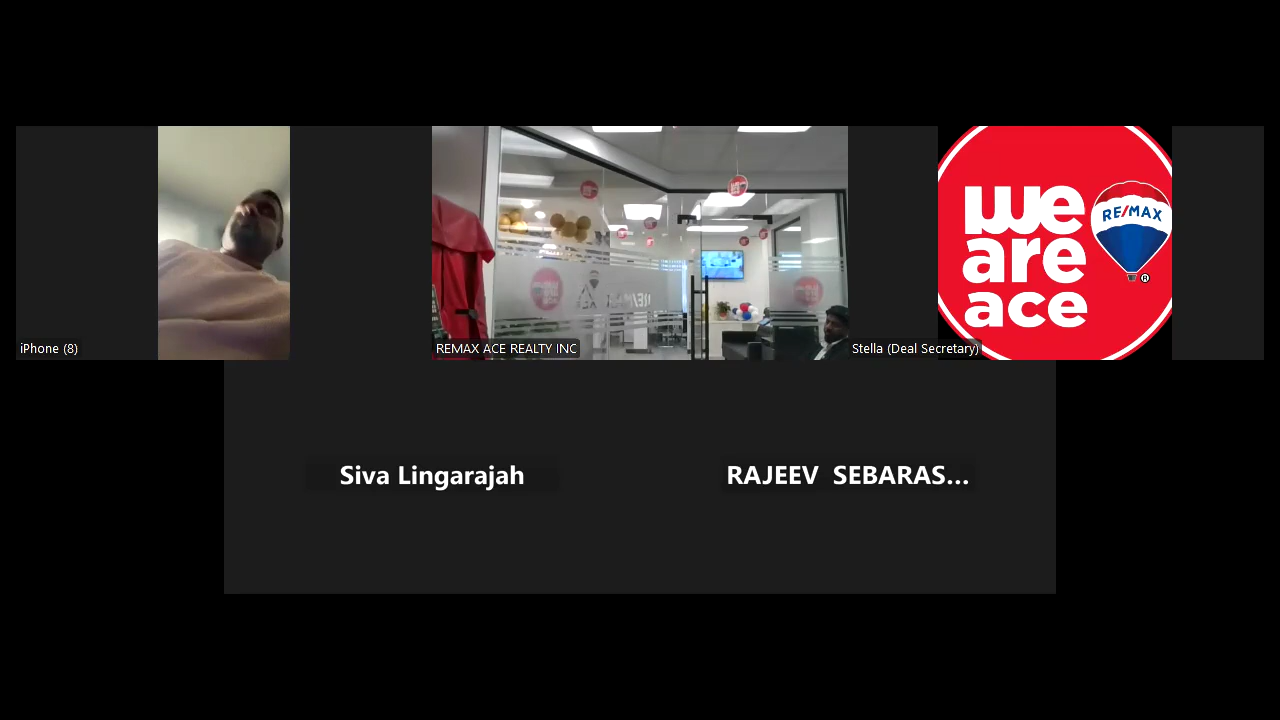 we
are
ace
RE/MAX
®
iPhone (8)
REMAX ACE REALTY INC
Stella (Deal Secretary)
Siva Lingarajah
RAJEEV SEBARAS...